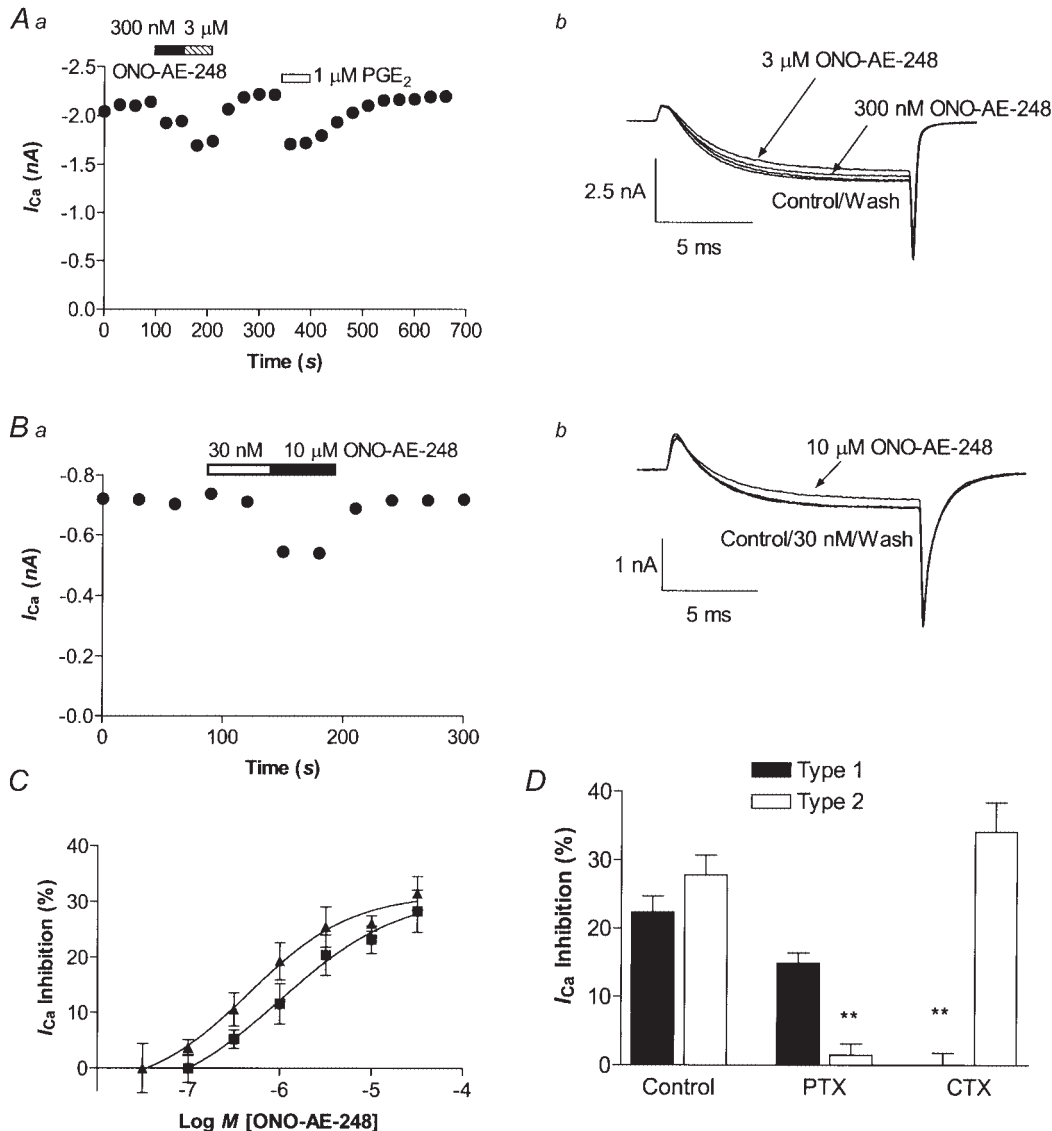 A a
300 nM 3 μM
ONO-AE-248
1 μM PGE2
-2.5
-2.0
-1.5
-1.0
-0.5
0.0
ICa (nA)
0 100 200 300 400 500 600 700
Time (s)
b
3 μM ONO-AE-248
300 nM ONO-AE-248
Control/Wash
2.5 nA
5 ms
B a
30 nM 10 μM ONO-AE-248
-0.8
-0.6
-0.4
-0.2
-0.0
ICa (nA)
0 100 200 300
Time (s)
b
10 μM ONO-AE-248
Control/30 nM/Wash
1 nA
5 ms
C
40
30
20
10
0
ICa Inhibition (%)
-7 -6 -5 -4
Log M [ONO-AE-248]
D
Type 1
Type 2
40
30
20
10
0
ICa Inhibition (%)
** **
Control PTX CTX